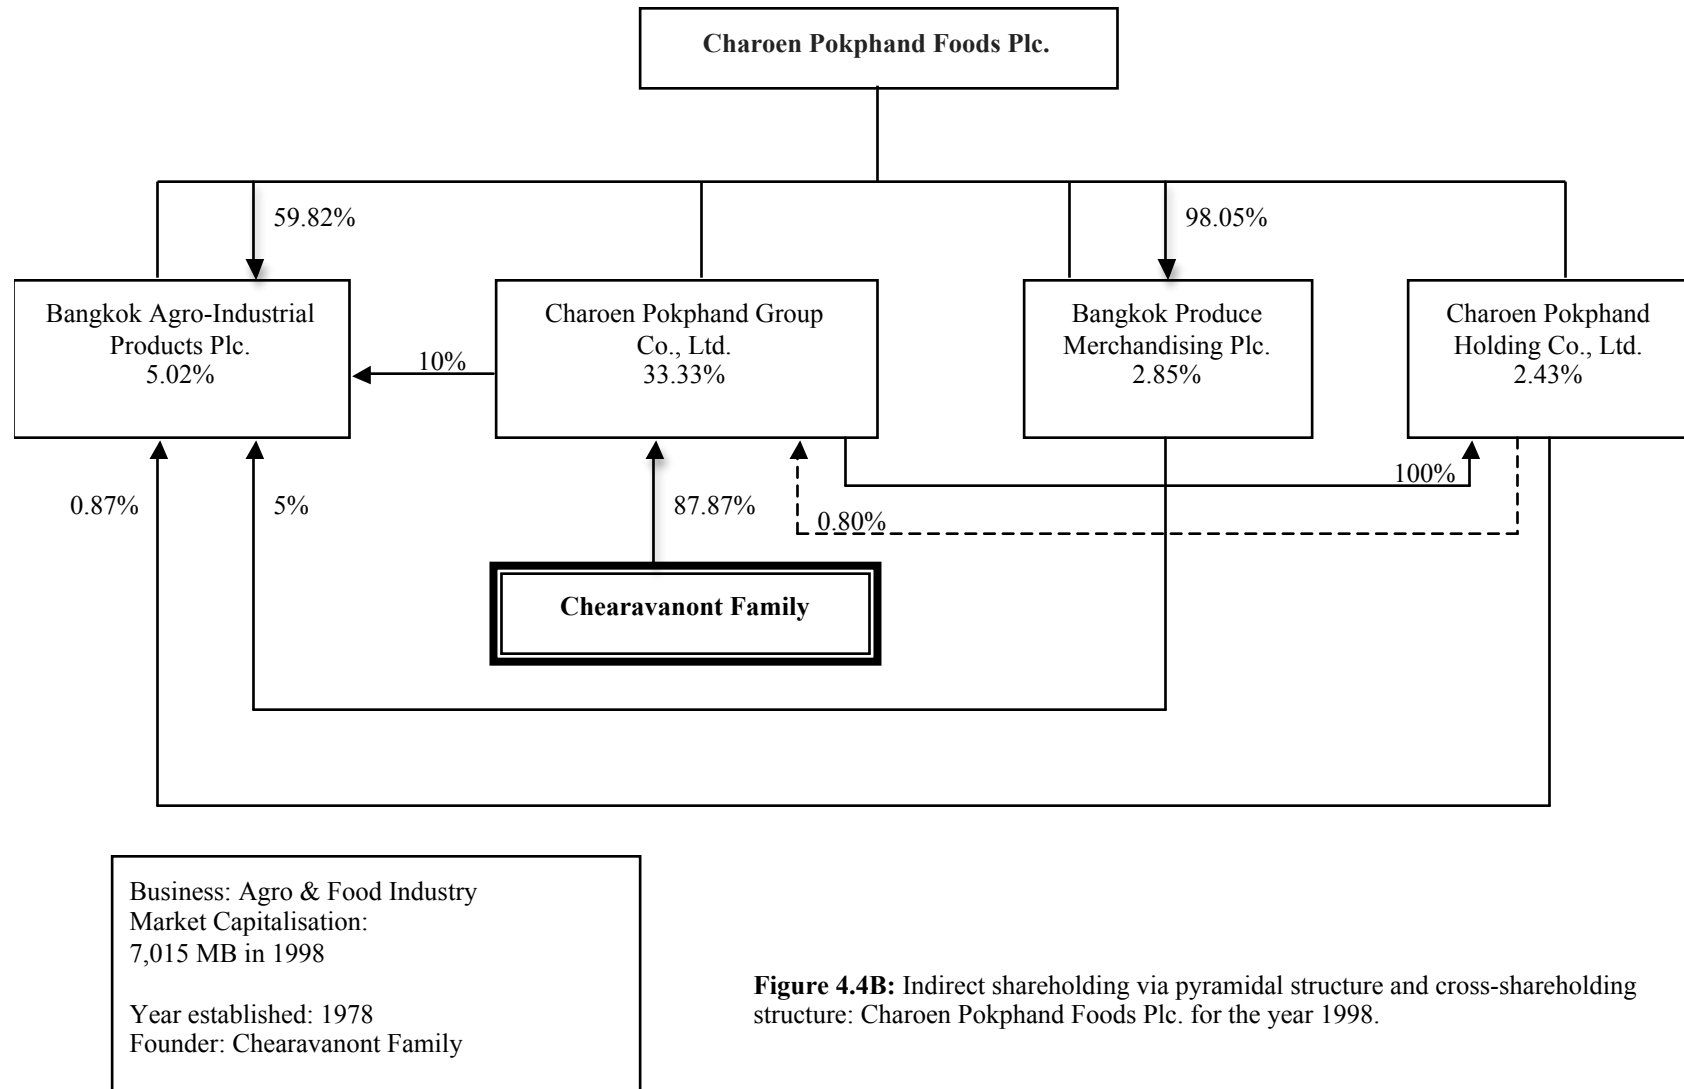 Charoen Pokphand Foods Plc.
59.82%
98.05%
Bangkok Agro-Industrial
Products Plc.
5.02%
10%
Charoen Pokphand Group
Co., Ltd.
33.33%
Bangkok Produce
Merchandising Plc.
2.85%
Charoen Pokphand
Holding Co., Ltd.
2.43%
0.87%
5%
87.87%
0.80%
100%
Chearavanont Family
Business: Agro & Food Industry
Market Capitalisation:
7,015 MB in 1998
Year established: 1978
Founder: Chearavanont Family
Figure 4.4B: Indirect shareholding via pyramidal structure and cross-shareholding
structure: Charoen Pokphand Foods Plc. for the year 1998.